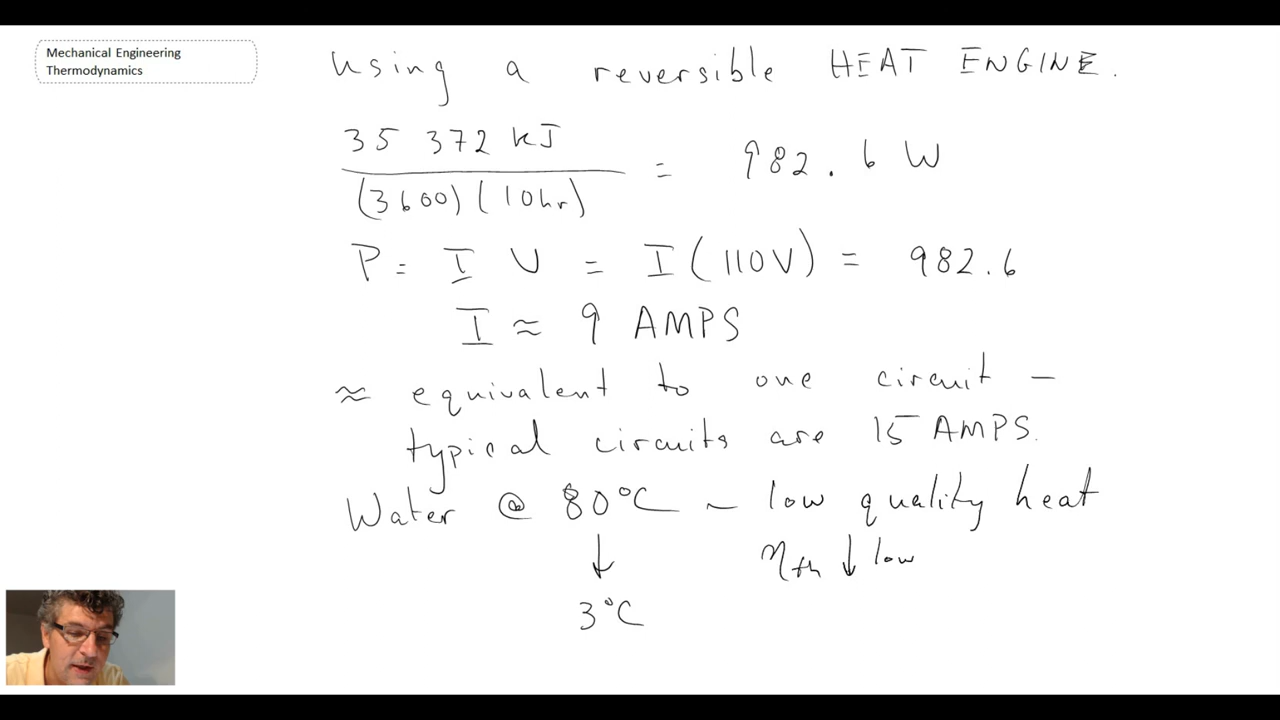 Mechanical Engineering
Thermodynamics
using a reversible HEAT ENGINE.
35 372 kJ
(3600)(10hr)
= 982.6 W
P = I V = I(110V) = 982.6
I ≈ 9 AMPS
≈ equivalent to one circuit –
typical circuits are 15 AMPS.
Water @ 80°C ~ low quality heat
↓ ηth ↓ low
3°C